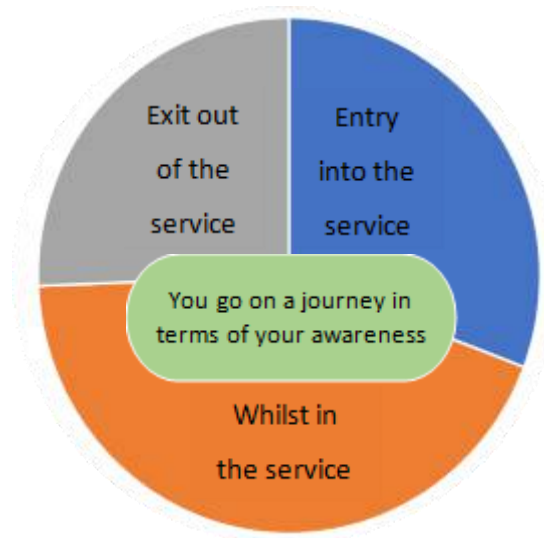 Exit out
of the
service
Entry
into the
service
You go on a journey in
terms of your awareness
Whilst in
the service